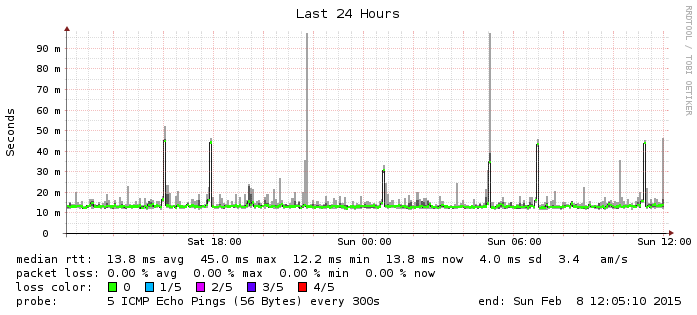 Last 24 Hours
RRDTOOL / TOBI OETIKER
Seconds
90 m
80 m
70 m
60 m
50 m
40 m
30 m
20 m
10 m
0
Sat 18:00 Sun 00:00 Sun 06:00 Sun 12:00
median rtt: 13.8 ms avg 45.0 ms max 12.2 ms min 13.8 ms now 4.0 ms sd 3.4 am/s
packet loss: 0.00 % avg 0.00 % max 0.00 % min 0.00 % now
loss color: 0 1/5 2/5 3/5 4/5
probe: 5 ICMP Echo Pings (56 Bytes) every 300s end: Sun Feb 8 12:05:10 2015